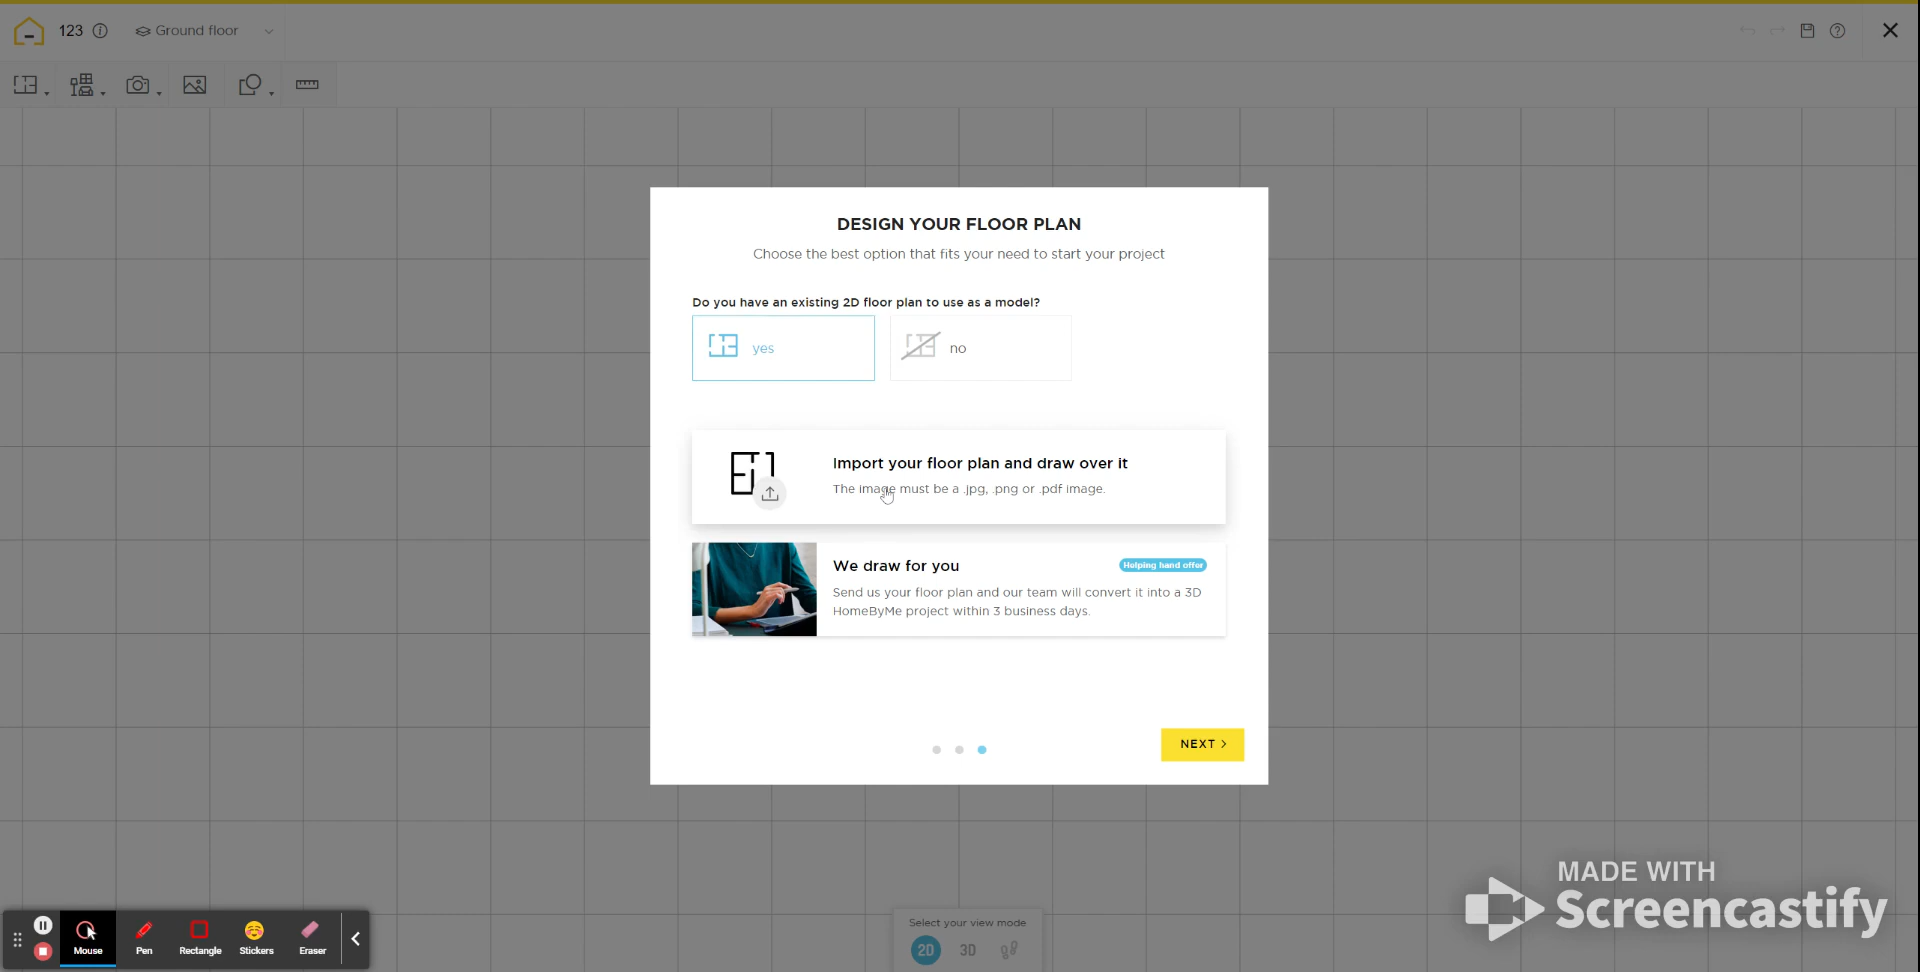 123
Ground floor
DESIGN YOUR FLOOR PLAN
Choose the best option that fits your need to start your project
Do you have an existing 2D floor plan to use as a model?
yes
no
Import your floor plan and draw over it
The image must be a .jpg, .png or .pdf image.
We draw for you
Helping hand offer
Send us your floor plan and our team will convert it into a 3D
HomeByMe project within 3 business days.
NEXT >
MADE WITH
Screencastify
Select your view mode
2D 3D
Mouse Pen Rectangle Stickers Eraser